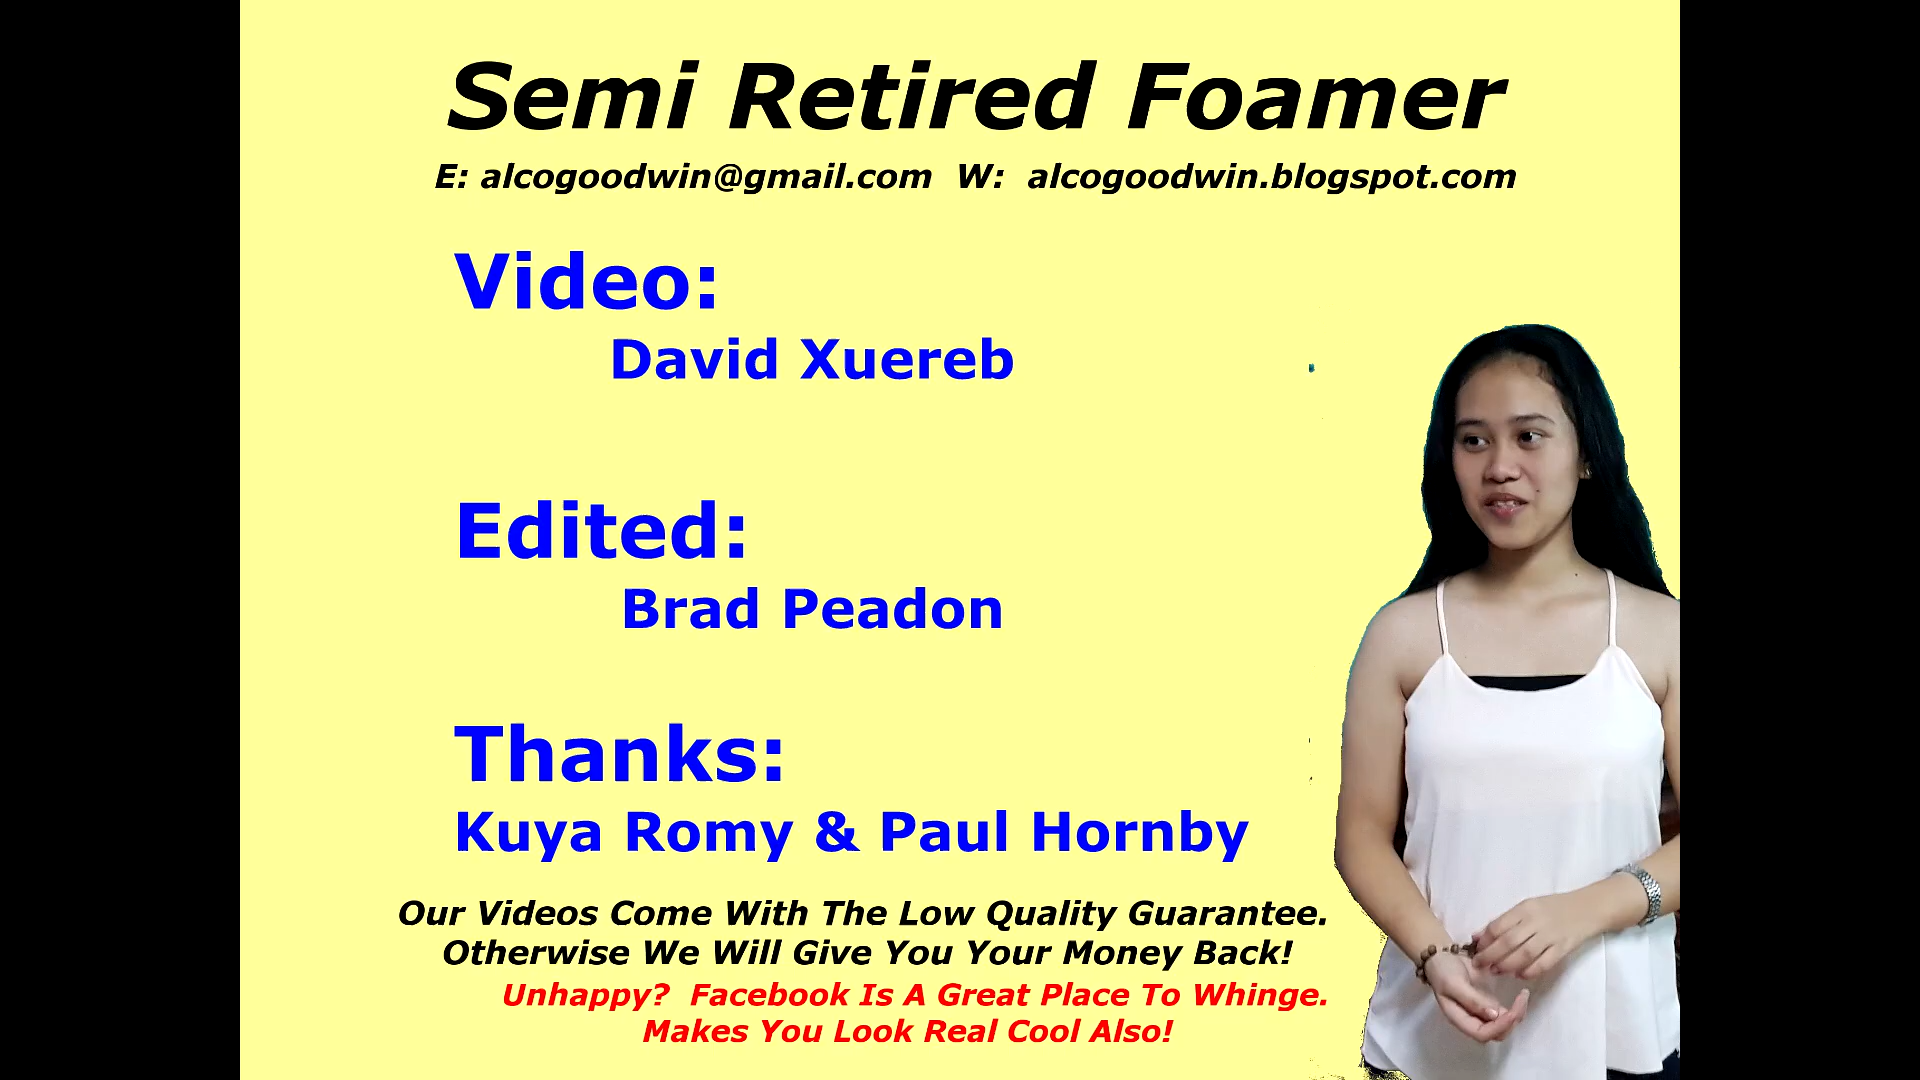 Semi Retired Foamer
E: alcogoodwin@gmail.com W: alcogoodwin.blogspot.com
Video:
David Xuereb
Edited:
Brad Peadon
Thanks:
Kuya Romy & Paul Hornby
Our Videos Come With The Low Quality Guarantee.
Otherwise We Will Give You Your Money Back!
Unhappy? Facebook Is A Great Place To Whinge.
Makes You Look Real Cool Also!